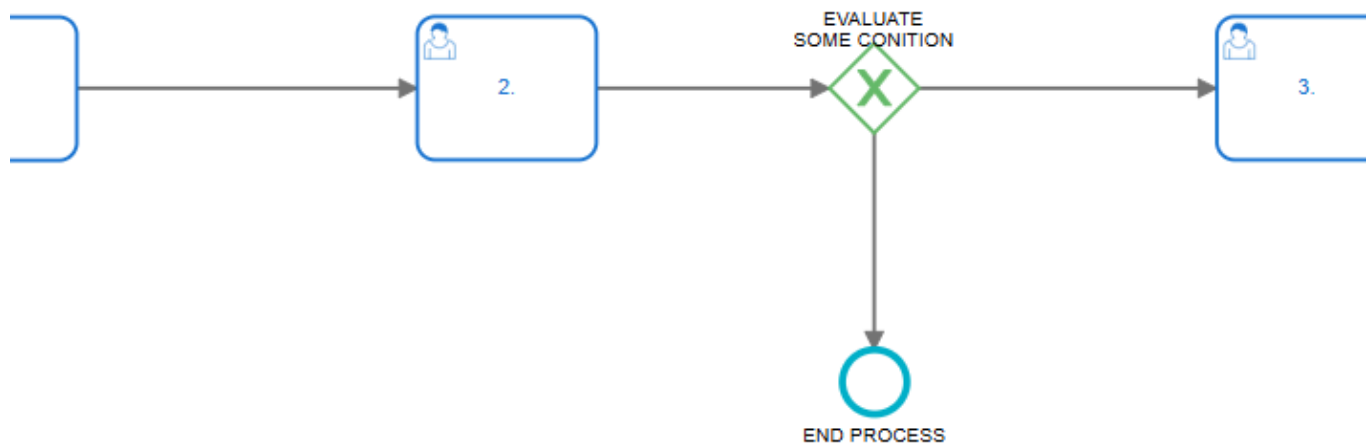 EVALUATE
SOME CONITION
2.
3.
END PROCESS